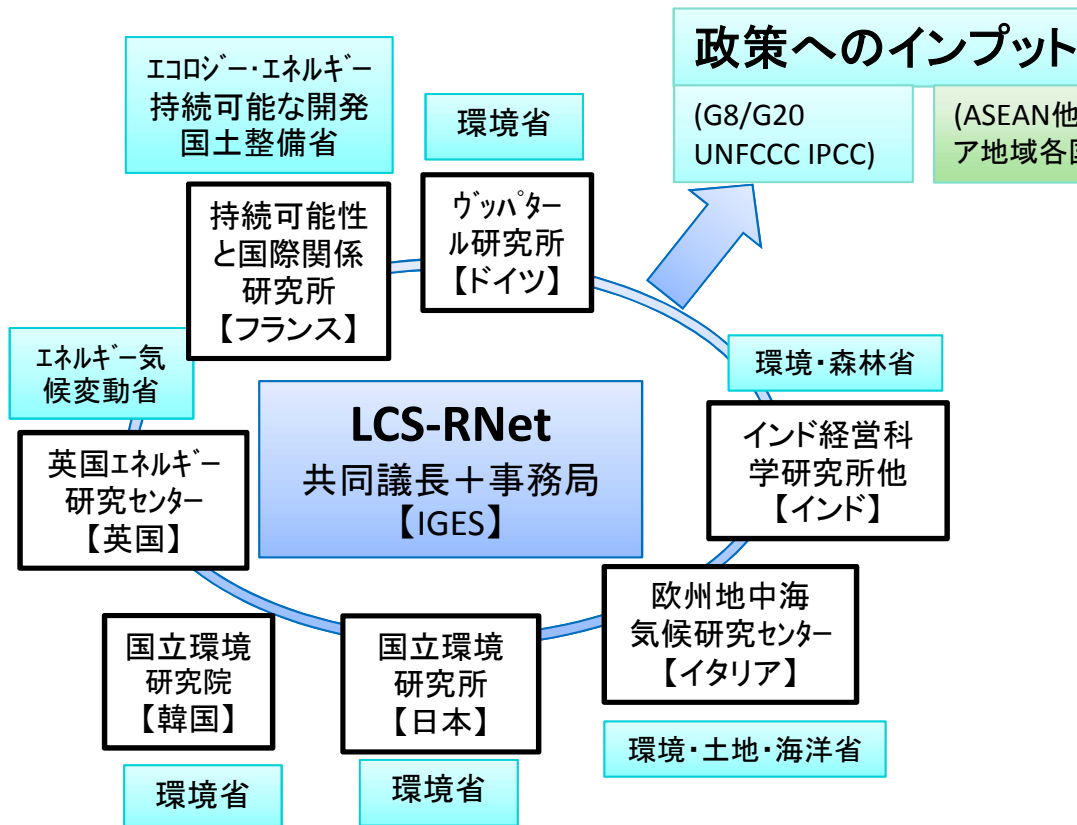 政策へのインプット
(G8/G20
UNFCCC IPCC)
(ASEAN他
ア地域各国
エコロジー・エネルギー
持続可能な開発
国土整備省
環境省
持続可能性
と国際関係
研究所
【フランス】
ヴッパター
ル研究所
【ドイツ】
エネルギー気
候変動省
環境・森林省
英国エネルギー
研究センター
【英国】
LCS-RNet
共同議長＋事務局
【IGES】
インド経営科
学研究所他
【インド】
欧州地中海
気候研究センター
【イタリア】
国立環境
研究院
【韓国】
国立環境
研究所
【日本】
環境・土地・海洋省
環境省
環境省